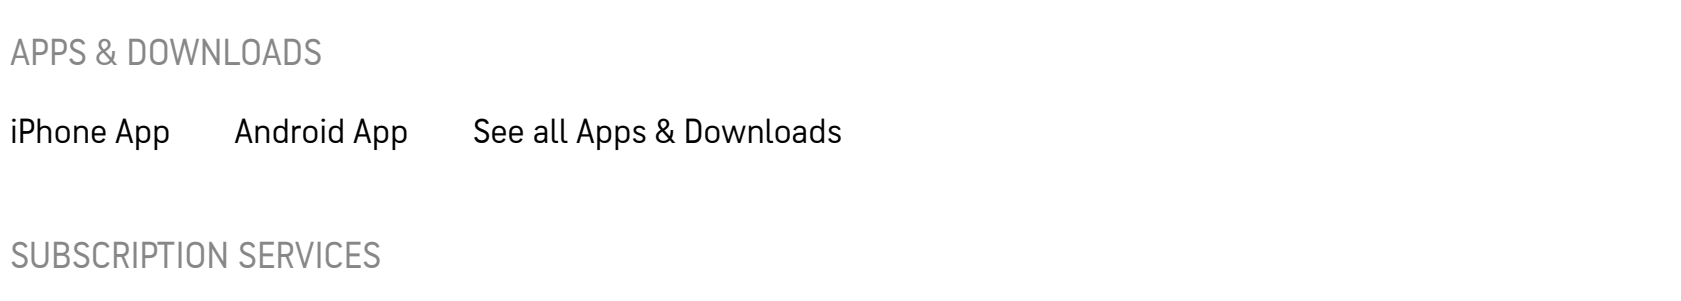 APPS & DOWNLOADS
iPhone App Android App See all Apps & Downloads
SUBSCRIPTION SERVICES